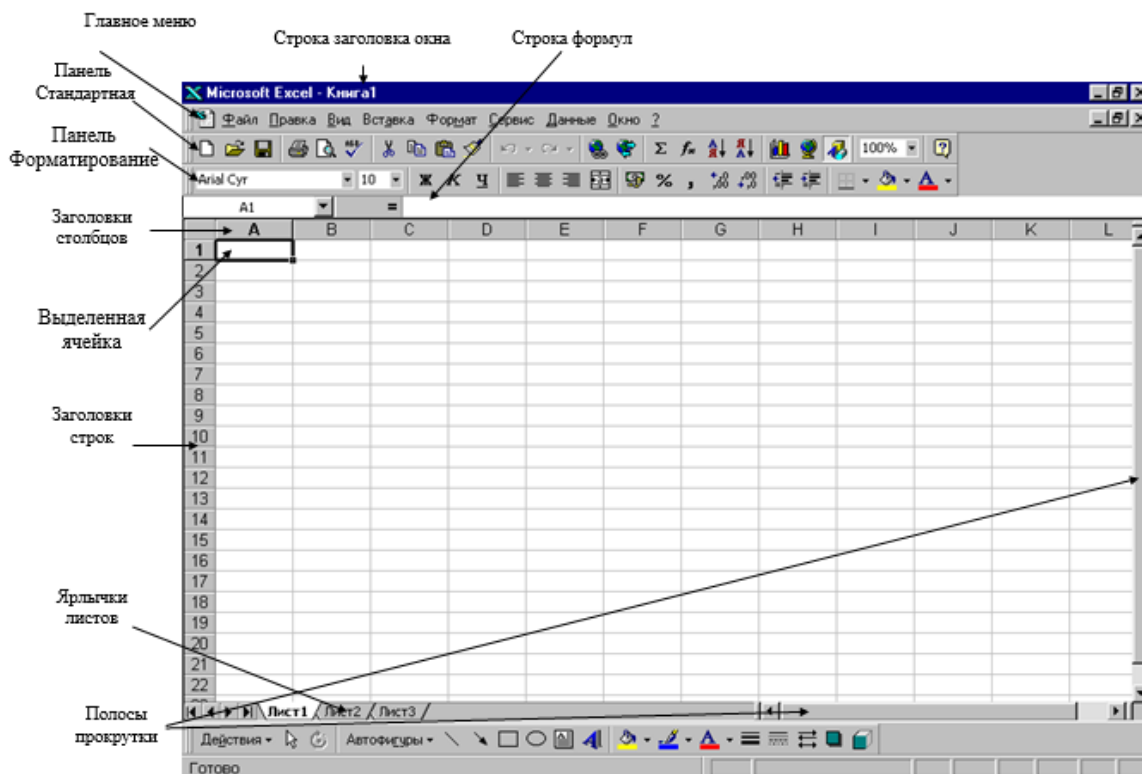 Главное меню
Строка заголовка окна
Строка формул
Панель
Стандартная
Microsoft Excel - Книга1
Файл Правка Вид Вставка Формат Сервис Данные Окно ?
Панель
Форматирование
100%
Arial Cyr 10 Ж К Ч
A1 =
Заголовки
столбцов
A B C D E F G H I J K L
1
2
3
Выделенная
ячейка
4
5
6
7
8
Заголовки
строк
9
10
11
12
13
14
15
16
17
Ярлычки
листов
18
19
20
21
22
Полосы
прокрутки
Лист1 Лист2 Лист3
Действия Автофигуры
Готово